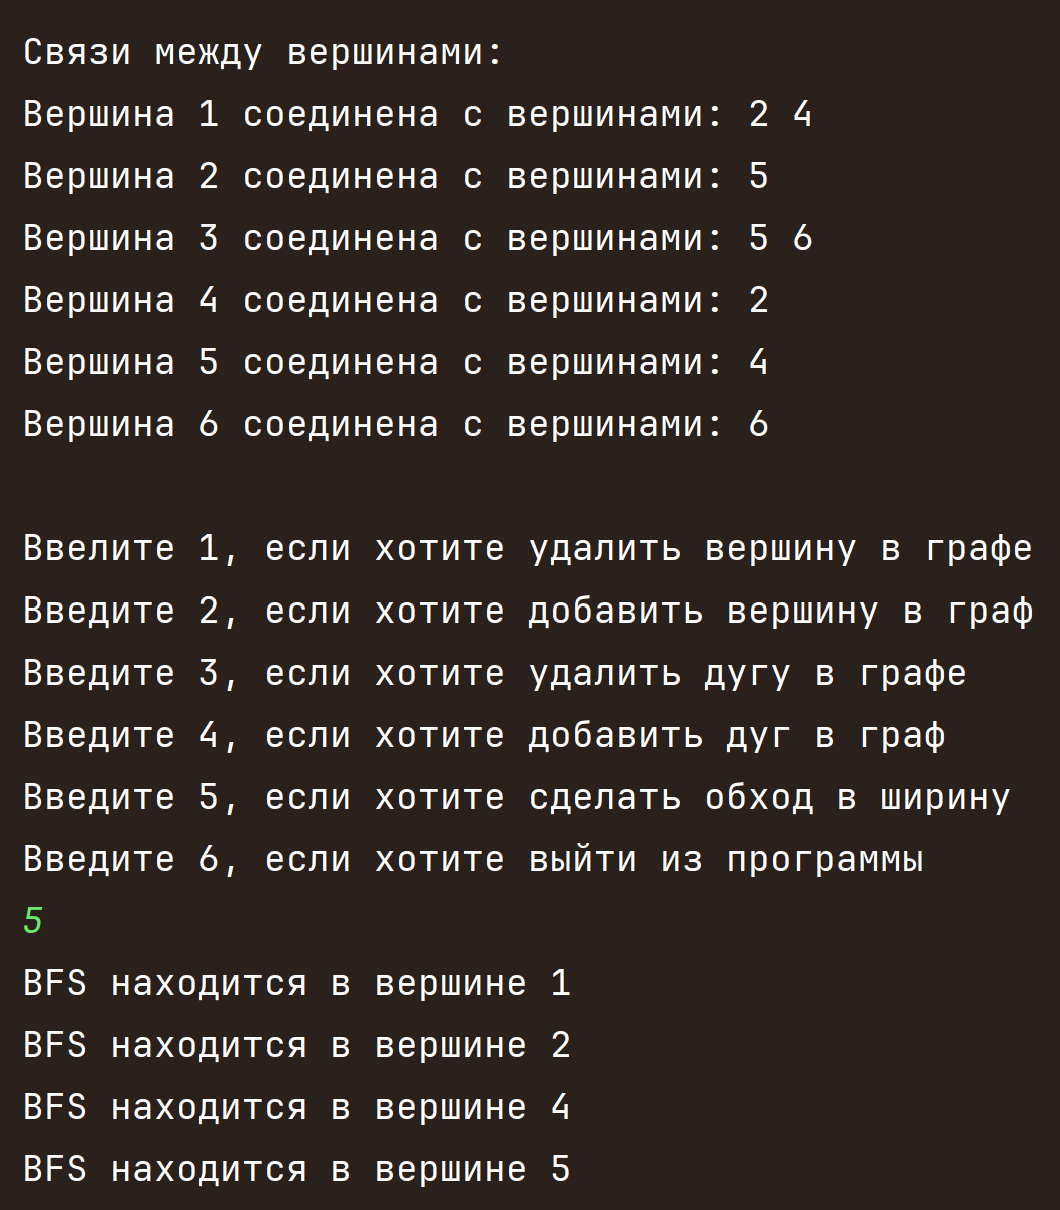 Связи между вершинами:
Вершина 1 соединена с вершинами: 2 4
Вершина 2 соединена с вершинами: 5
Вершина 3 соединена с вершинами: 5 6
Вершина 4 соединена с вершинами: 2
Вершина 5 соединена с вершинами: 4
Вершина 6 соединена с вершинами: 6
Ввелите 1, если хотите удалить вершину в графе
Введите 2, если хотите добавить вершину в граф
Введите 3, если хотите удалить дугу в графе
Введите 4, если хотите добавить дуг в граф
Введите 5, если хотите сделать обход в ширину
Введите 6, если хотите выйти из программы
5
BFS находится в вершине 1
BFS находится в вершине 2
BFS находится в вершине 4
BFS находится в вершине 5